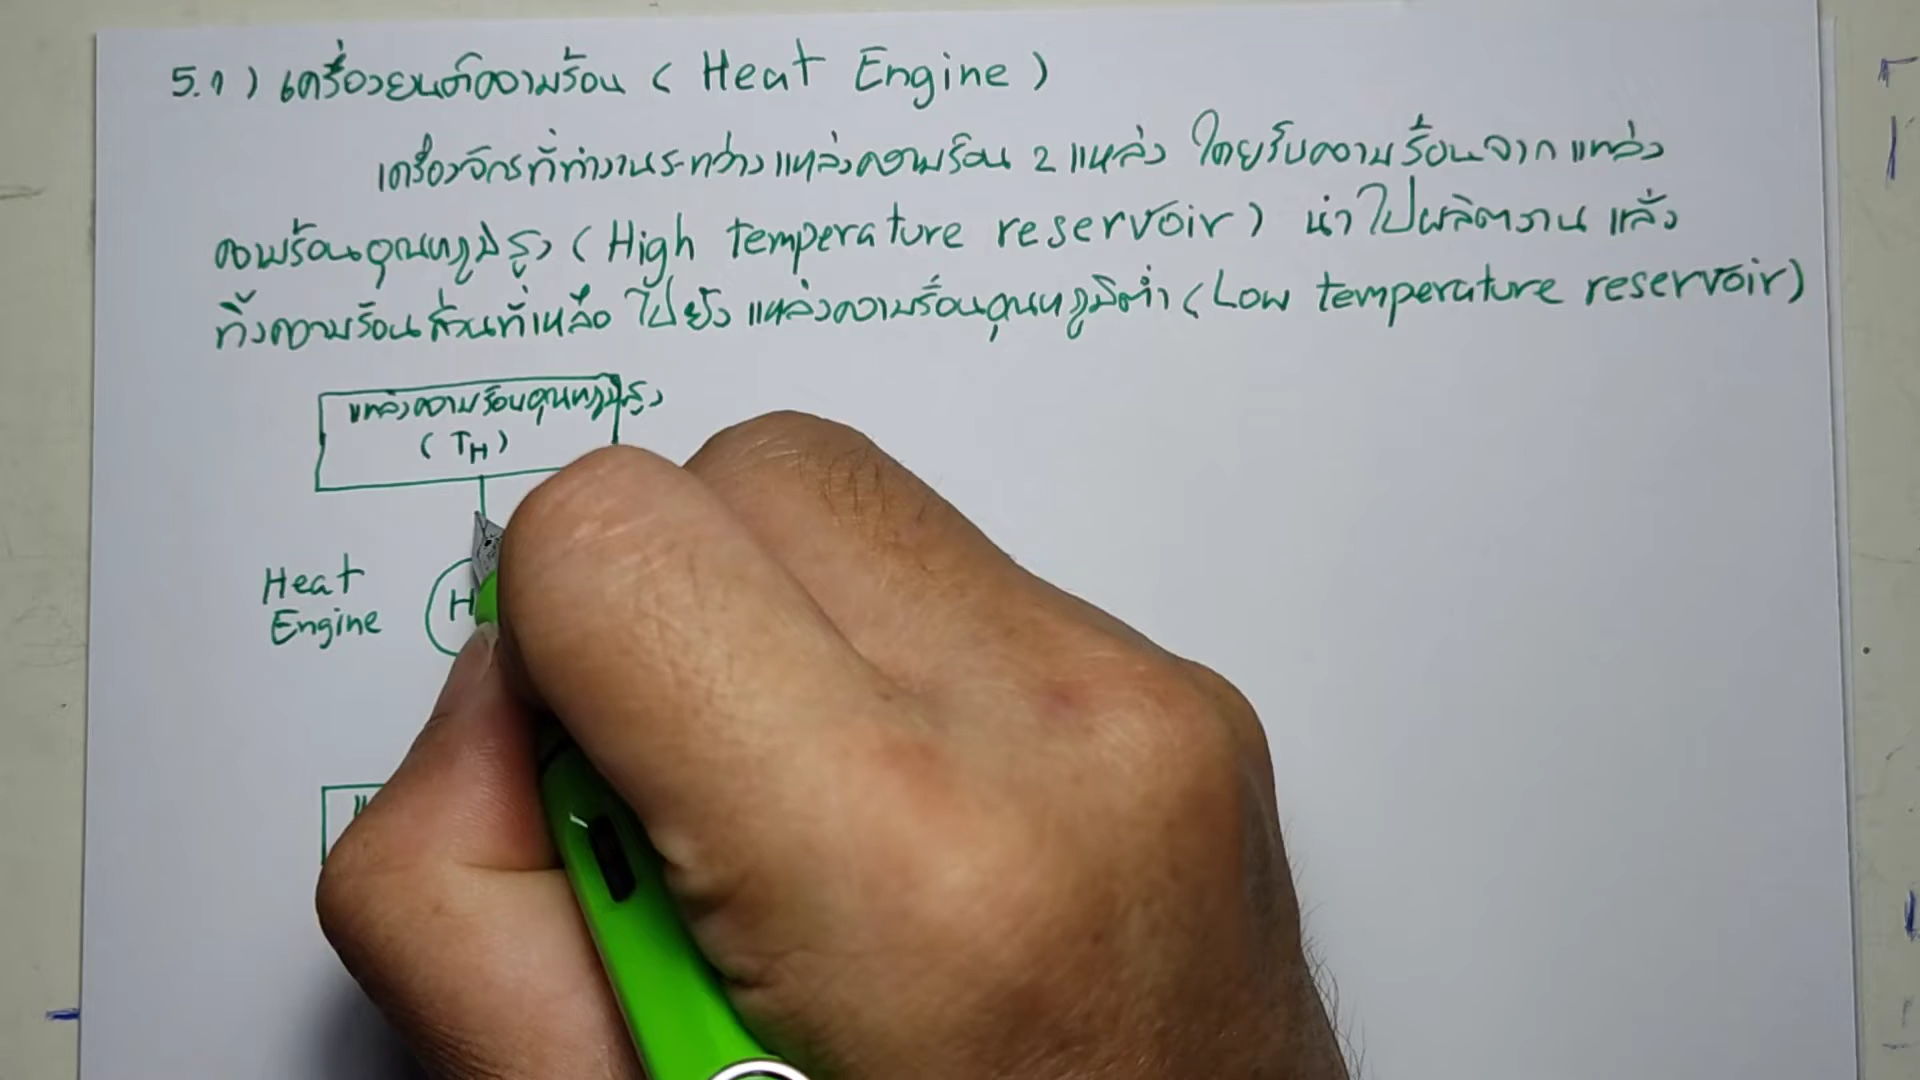 5.1) เครื่องยนต์ความร้อน (Heat Engine)
เครื่องจักรที่ทำงานระหว่างแหล่งความร้อน 2 แหล่ง โดยรับความร้อนจากแหล่ง
ความร้อนอุณหภูมิสูง (High temperature reservoir) นำไปผลิตงาน แล้ว
ทิ้งความร้อนส่วนที่เหลือ ไปยัง แหล่งความร้อนอุณหภูมิต่ำ (Low temperature reservoir)
แหล่งความร้อนอุณหภูมิสูง
(TH)
Heat
Engine
H